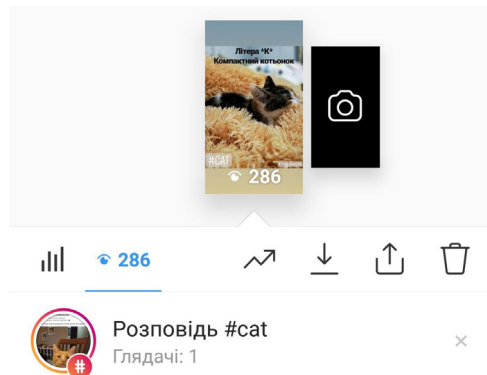 Літера "К"
Компактний котьонок
#CAT
286
286
Розповідь #cat
Глядачі: 1
#